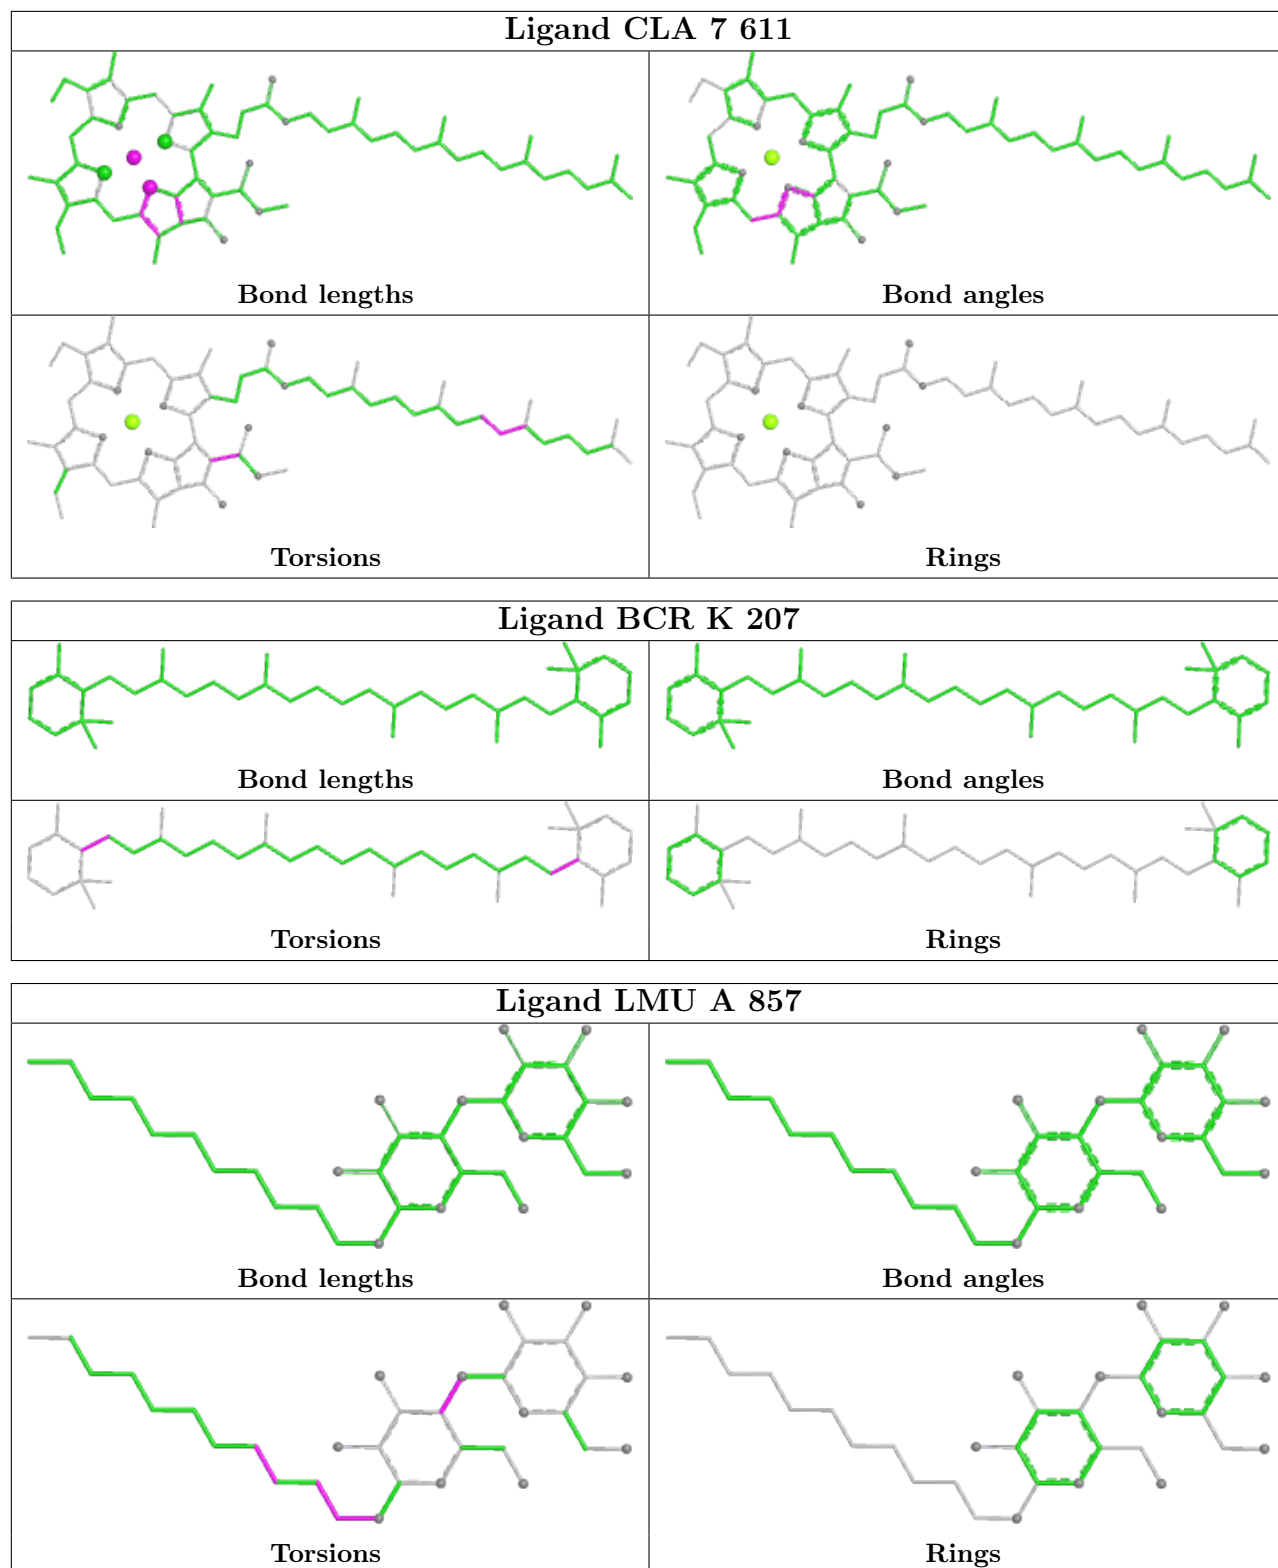 Ligand CLA 7 611
Bond lengths
Bond angles
Torsions
Rings
Ligand BCR K 207
Bond lengths
Bond angles
Torsions
Rings
Ligand LMU A 857
Bond lengths
Bond angles
Torsions
Rings